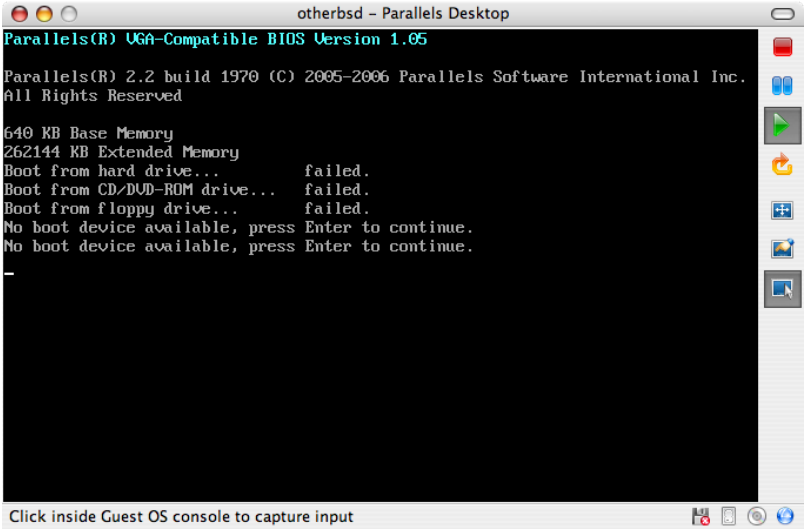 otherbsd – Parallels Desktop
Parallels(R) VGA-Compatible BIOS Version 1.05
Parallels(R) 2.2 build 1970 (C) 2005-2006 Parallels Software International Inc.
All Rights Reserved
640 KB Base Memory
262144 KB Extended Memory
Boot from hard drive... failed.
Boot from CD/DVD-ROM drive... failed.
Boot from floppy drive... failed.
No boot device available, press Enter to continue.
No boot device available, press Enter to continue.
Click inside Guest OS console to capture input